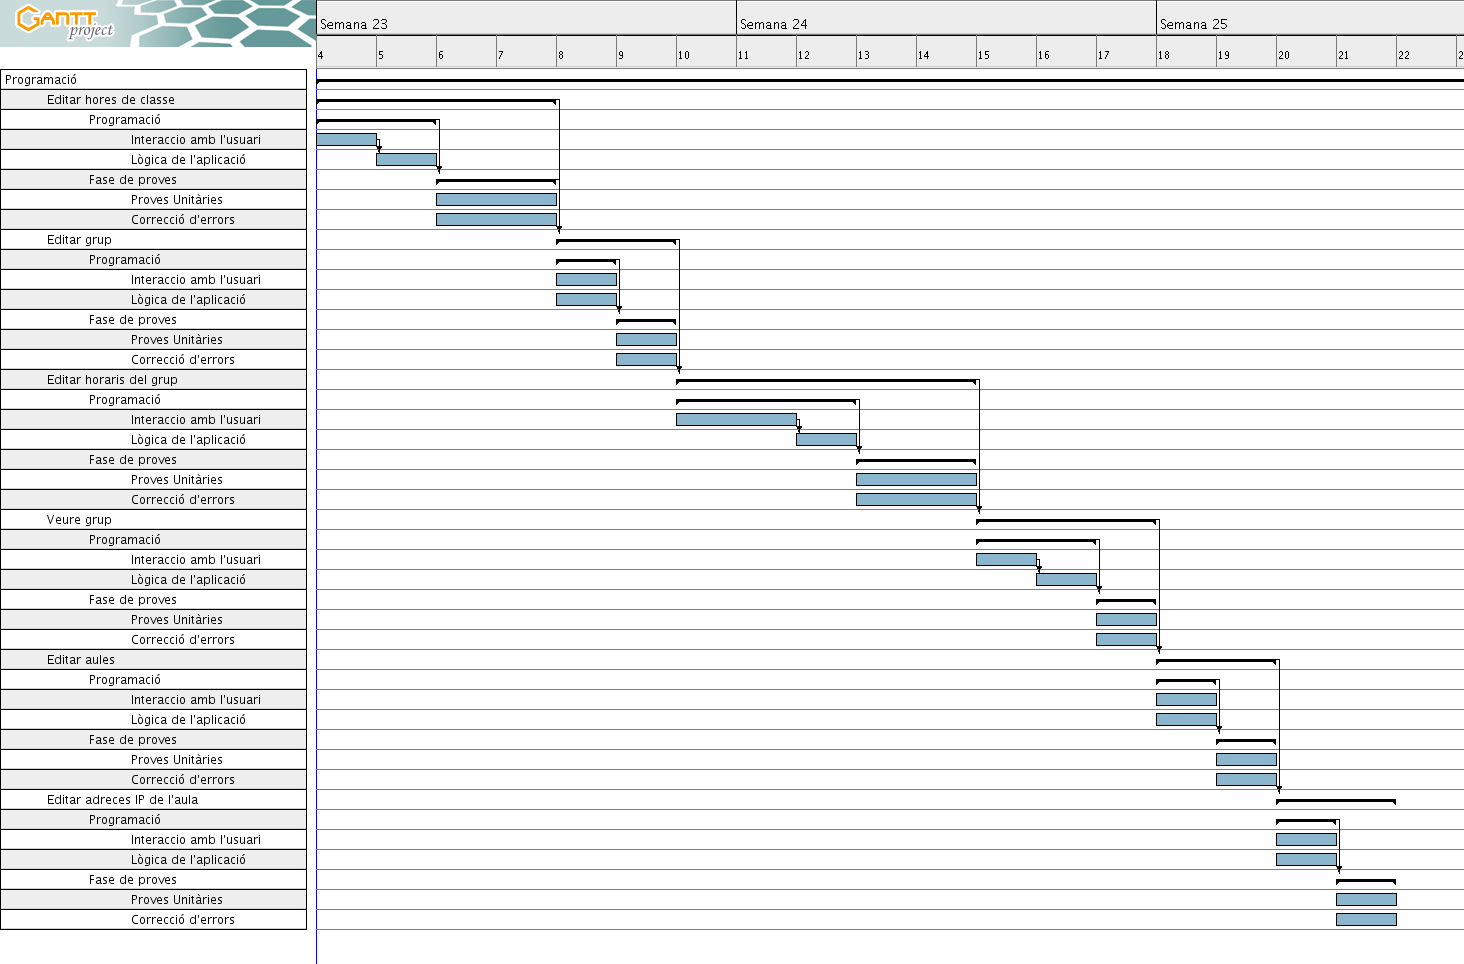 GANTT
project
Semana 23 Semana 24 Semana 25
4 5 6 7 8 9 10 11 12 13 14 15 16 17 18 19 20 21 22 2
Programació
Editar hores de classe
Programació
Interaccio amb l'usuari
Lògica de l'aplicació
Fase de proves
Proves Unitàries
Correcció d'errors
Editar grup
Programació
Interaccio amb l'usuari
Lògica de l'aplicació
Fase de proves
Proves Unitàries
Correcció d'errors
Editar horaris del grup
Programació
Interaccio amb l'usuari
Lògica de l'aplicació
Fase de proves
Proves Unitàries
Correcció d'errors
Veure grup
Programació
Interaccio amb l'usuari
Lògica de l'aplicació
Fase de proves
Proves Unitàries
Correcció d'errors
Editar aules
Programació
Interaccio amb l'usuari
Lògica de l'aplicació
Fase de proves
Proves Unitàries
Correcció d'errors
Editar adreces IP de l'aula
Programació
Interaccio amb l'usuari
Lògica de l'aplicació
Fase de proves
Proves Unitàries
Correcció d'errors